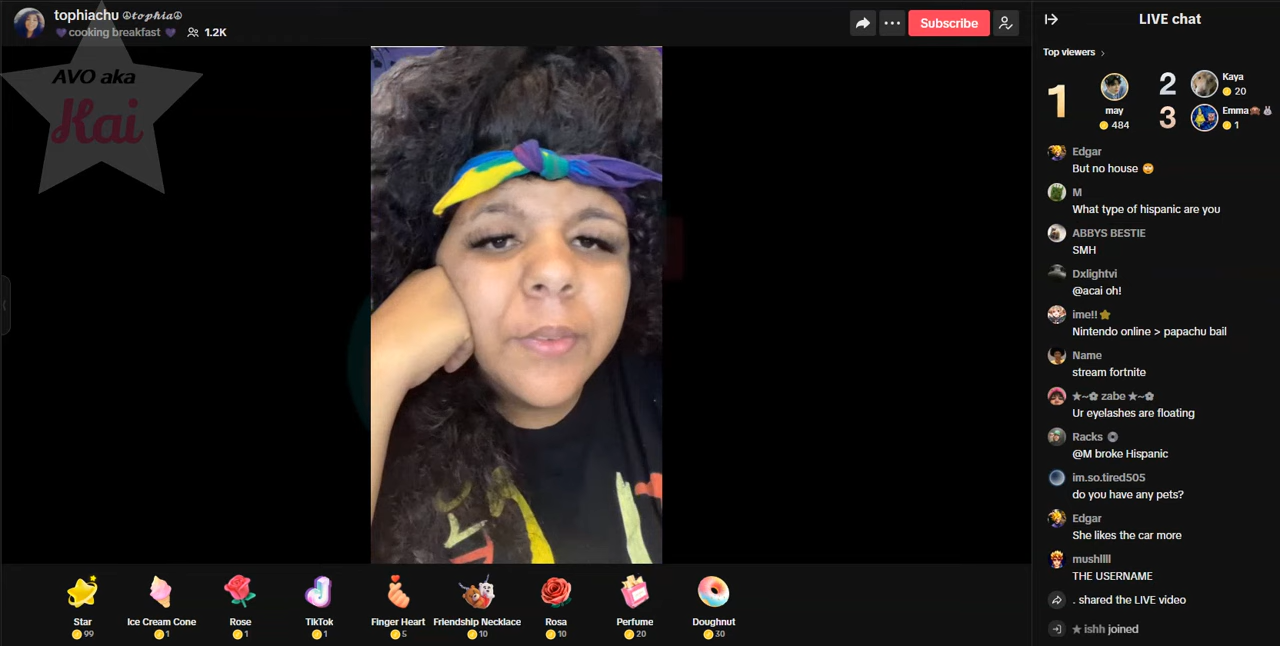 tophiachu ☮𝓽𝓸𝓹𝓱𝓲𝓪☮
💜cooking breakfast 💜 1.2K
Subscribe
AVO aka
Kai
LIVE chat
Top viewers ›
1
may
484
2
Kaya
20
3
Emma🙈🐰
1
Edgar
But no house 🙄
M
What type of hispanic are you
ABBYS BESTIE
SMH
Dxlightvi
@acai oh!
ime!!⭐
Nintendo online > papachu bail
Name
stream fortnite
★~✿ zabe ★~✿
Ur eyelashes are floating
Racks
@M broke Hispanic
im.so.tired505
do you have any pets?
Edgar
She likes the car more
mushllll
THE USERNAME
. shared the LIVE video
★ ishh joined
Star
99
Ice Cream Cone
1
Rose
1
TikTok
1
Finger Heart
5
Friendship Necklace
10
Rosa
10
Perfume
20
Doughnut
30